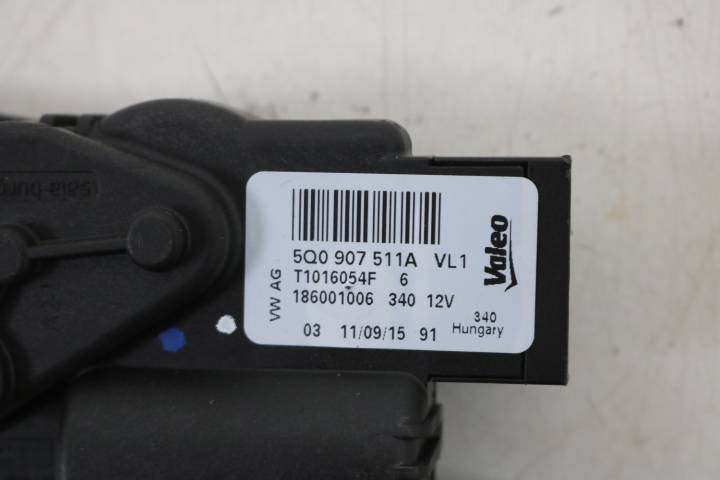 5Q0 907 511A VL1
T1016054F 6
186001006 340 12V
03 11/09/15 91
VW AG
Valeo
340
Hungary